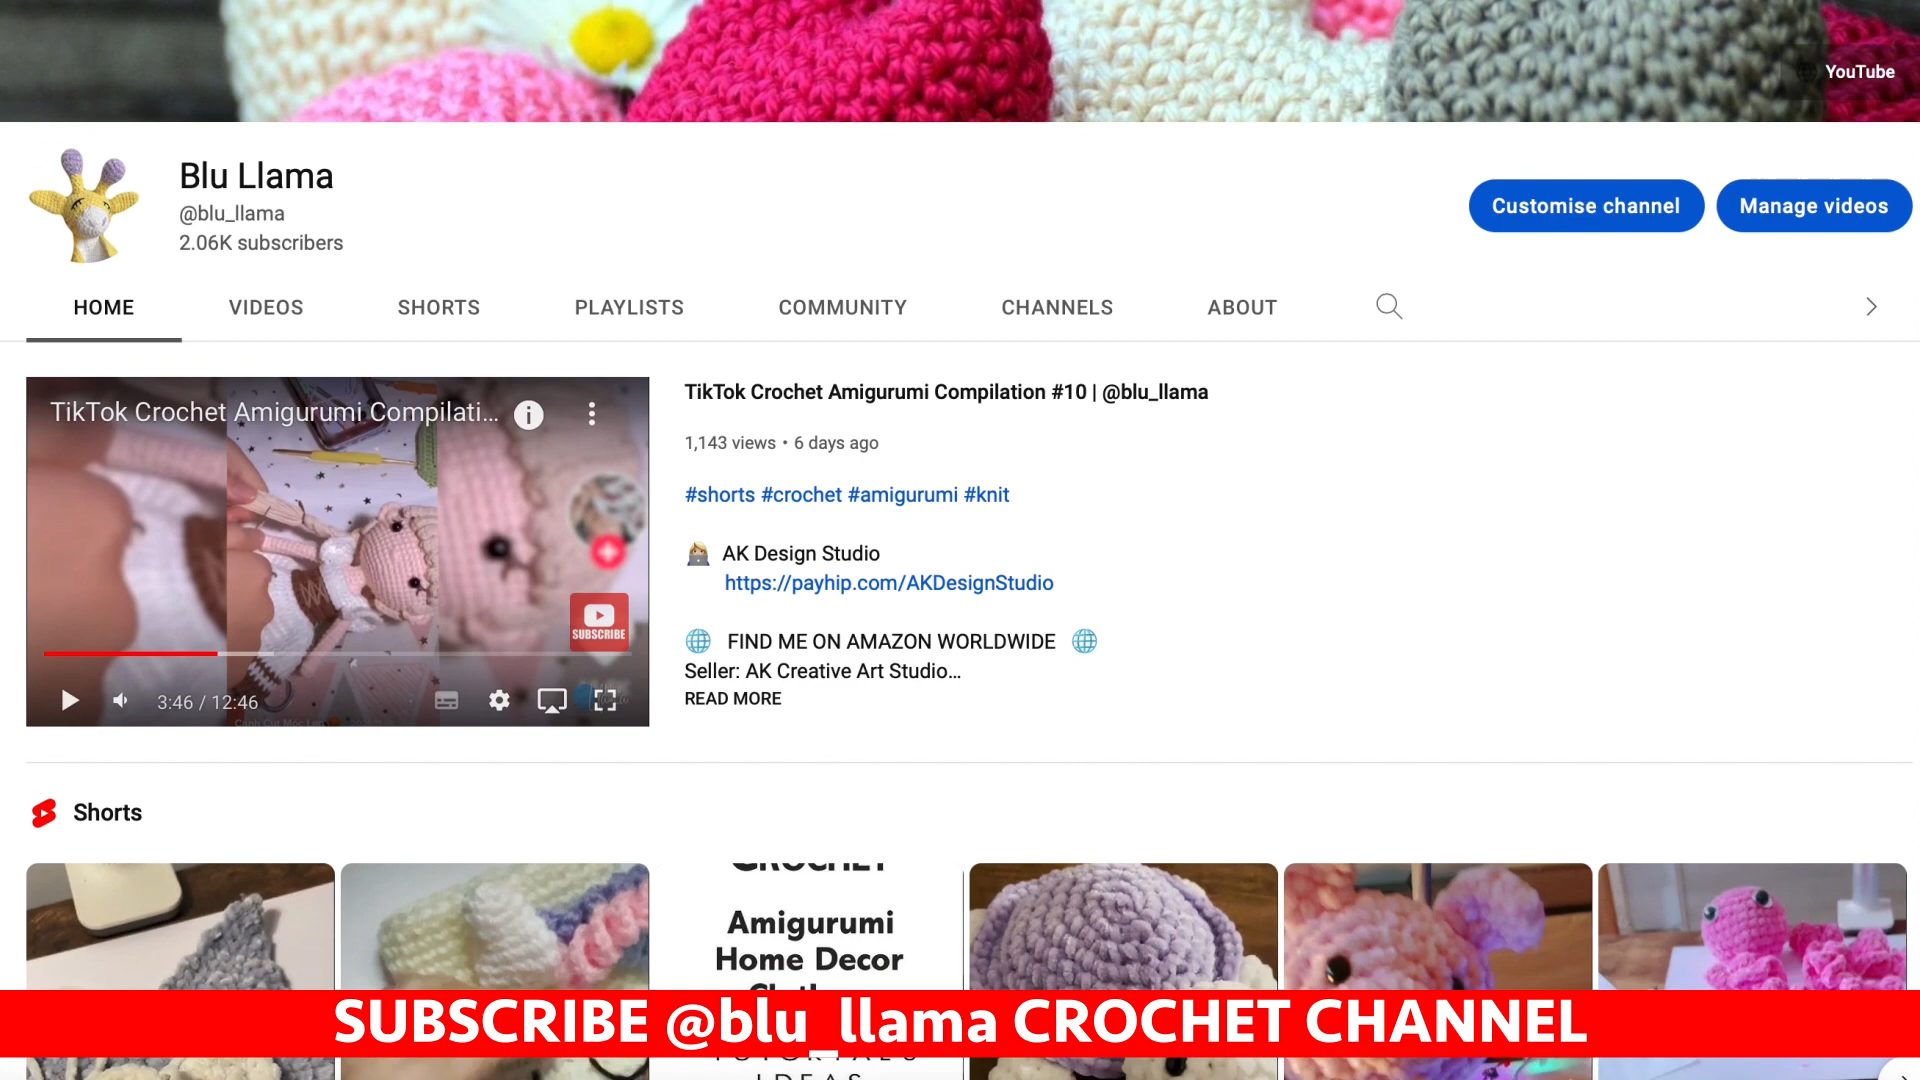 YouTube
Blu Llama
@blu_llama
2.06K subscribers
Customise channel
Manage videos
HOME
VIDEOS
SHORTS
PLAYLISTS
COMMUNITY
CHANNELS
ABOUT
TikTok Crochet Amigurumi Compilati...
SUBSCRIBE
3:46 / 12:46
TikTok Crochet Amigurumi Compilation #10 | @blu_llama
1,143 views • 6 days ago
#shorts #crochet #amigurumi #knit
AK Design Studio
https://payhip.com/AKDesignStudio
FIND ME ON AMAZON WORLDWIDE
Seller: AK Creative Art Studio...
READ MORE
Shorts
CROCHET
Amigurumi
Home Decor
SUBSCRIBE @blu_llama CROCHET CHANNEL
IDEAS